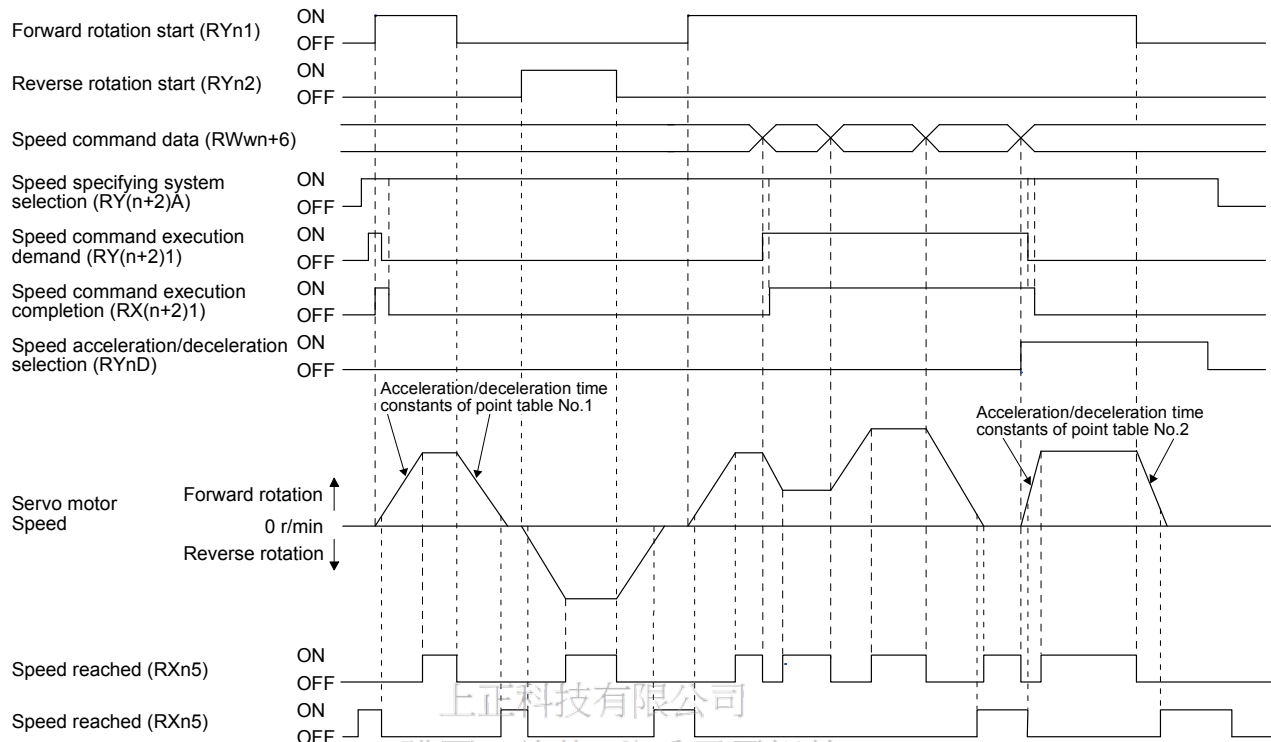 Forward rotation start (RYn1)
ON
OFF
Reverse rotation start (RYn2)
ON
OFF
Speed command data (RWwn+6)
Speed specifying system
selection (RY(n+2)A)
ON
OFF
Speed command execution
demand (RY(n+2)1)
ON
OFF
Speed command execution
completion (RX(n+2)1)
ON
OFF
Speed acceleration/deceleration
selection (RYnD)
ON
OFF
Acceleration/deceleration time
constants of point table No.1
Acceleration/deceleration time
constants of point table No.2
Servo motor
Speed
Forward rotation
0 r/min
Reverse rotation
Speed reached (RXn5)
ON
OFF
上正科技有限公司
Speed reached (RXn5)
ON
OFF